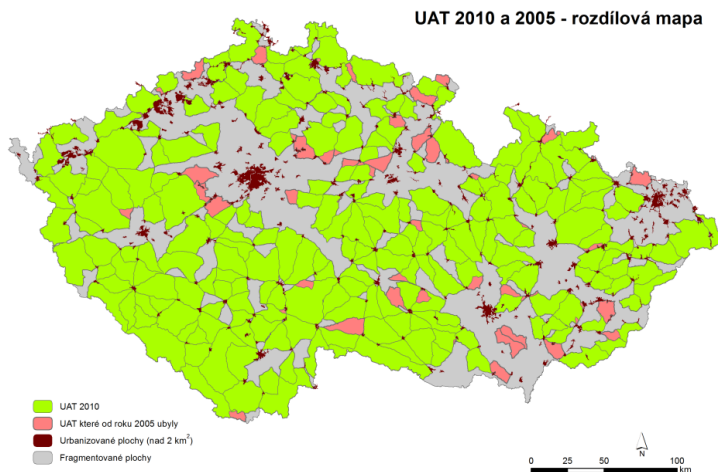 UAT 2010 a 2005 - rozdílová mapa
UAT 2010
UAT které od roku 2005 ubyly
Urbanizované plochy (nad 2 km²)
Fragmentované plochy
N
0 25 50 100
km